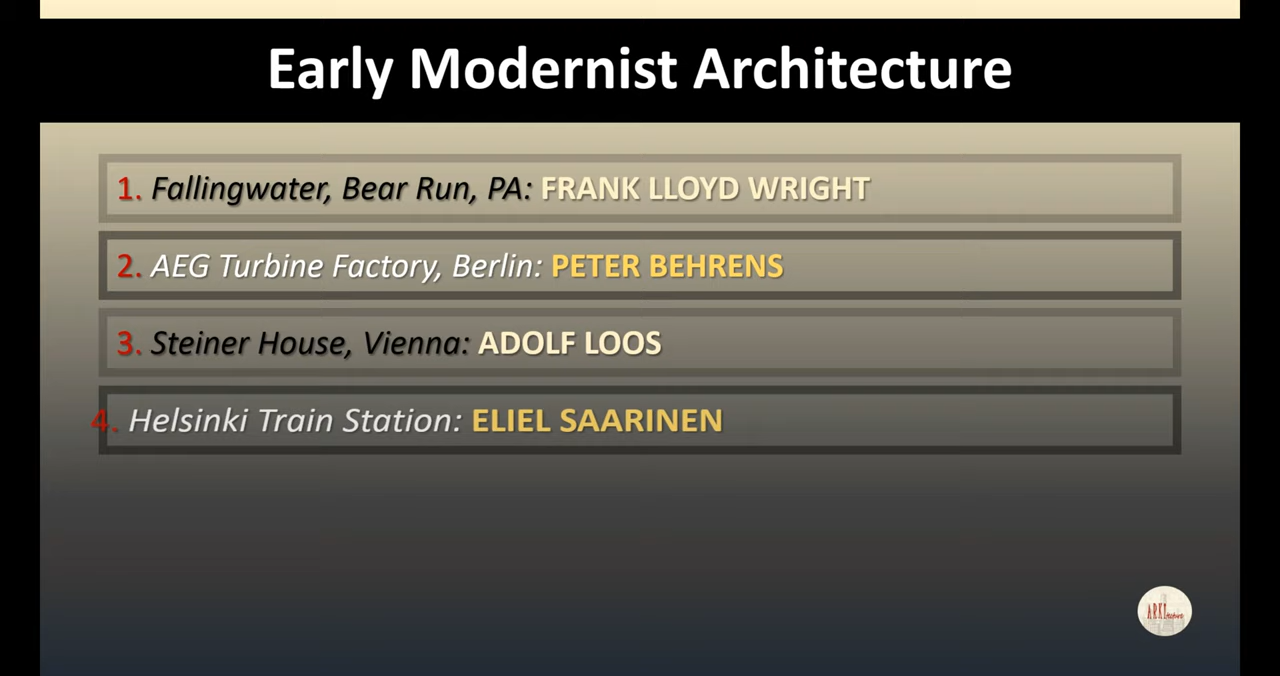 Early Modernist Architecture
1. Fallingwater, Bear Run, PA: FRANK LLOYD WRIGHT
2. AEG Turbine Factory, Berlin: PETER BEHRENS
3. Steiner House, Vienna: ADOLF LOOS
4. Helsinki Train Station: ELIEL SAARINEN